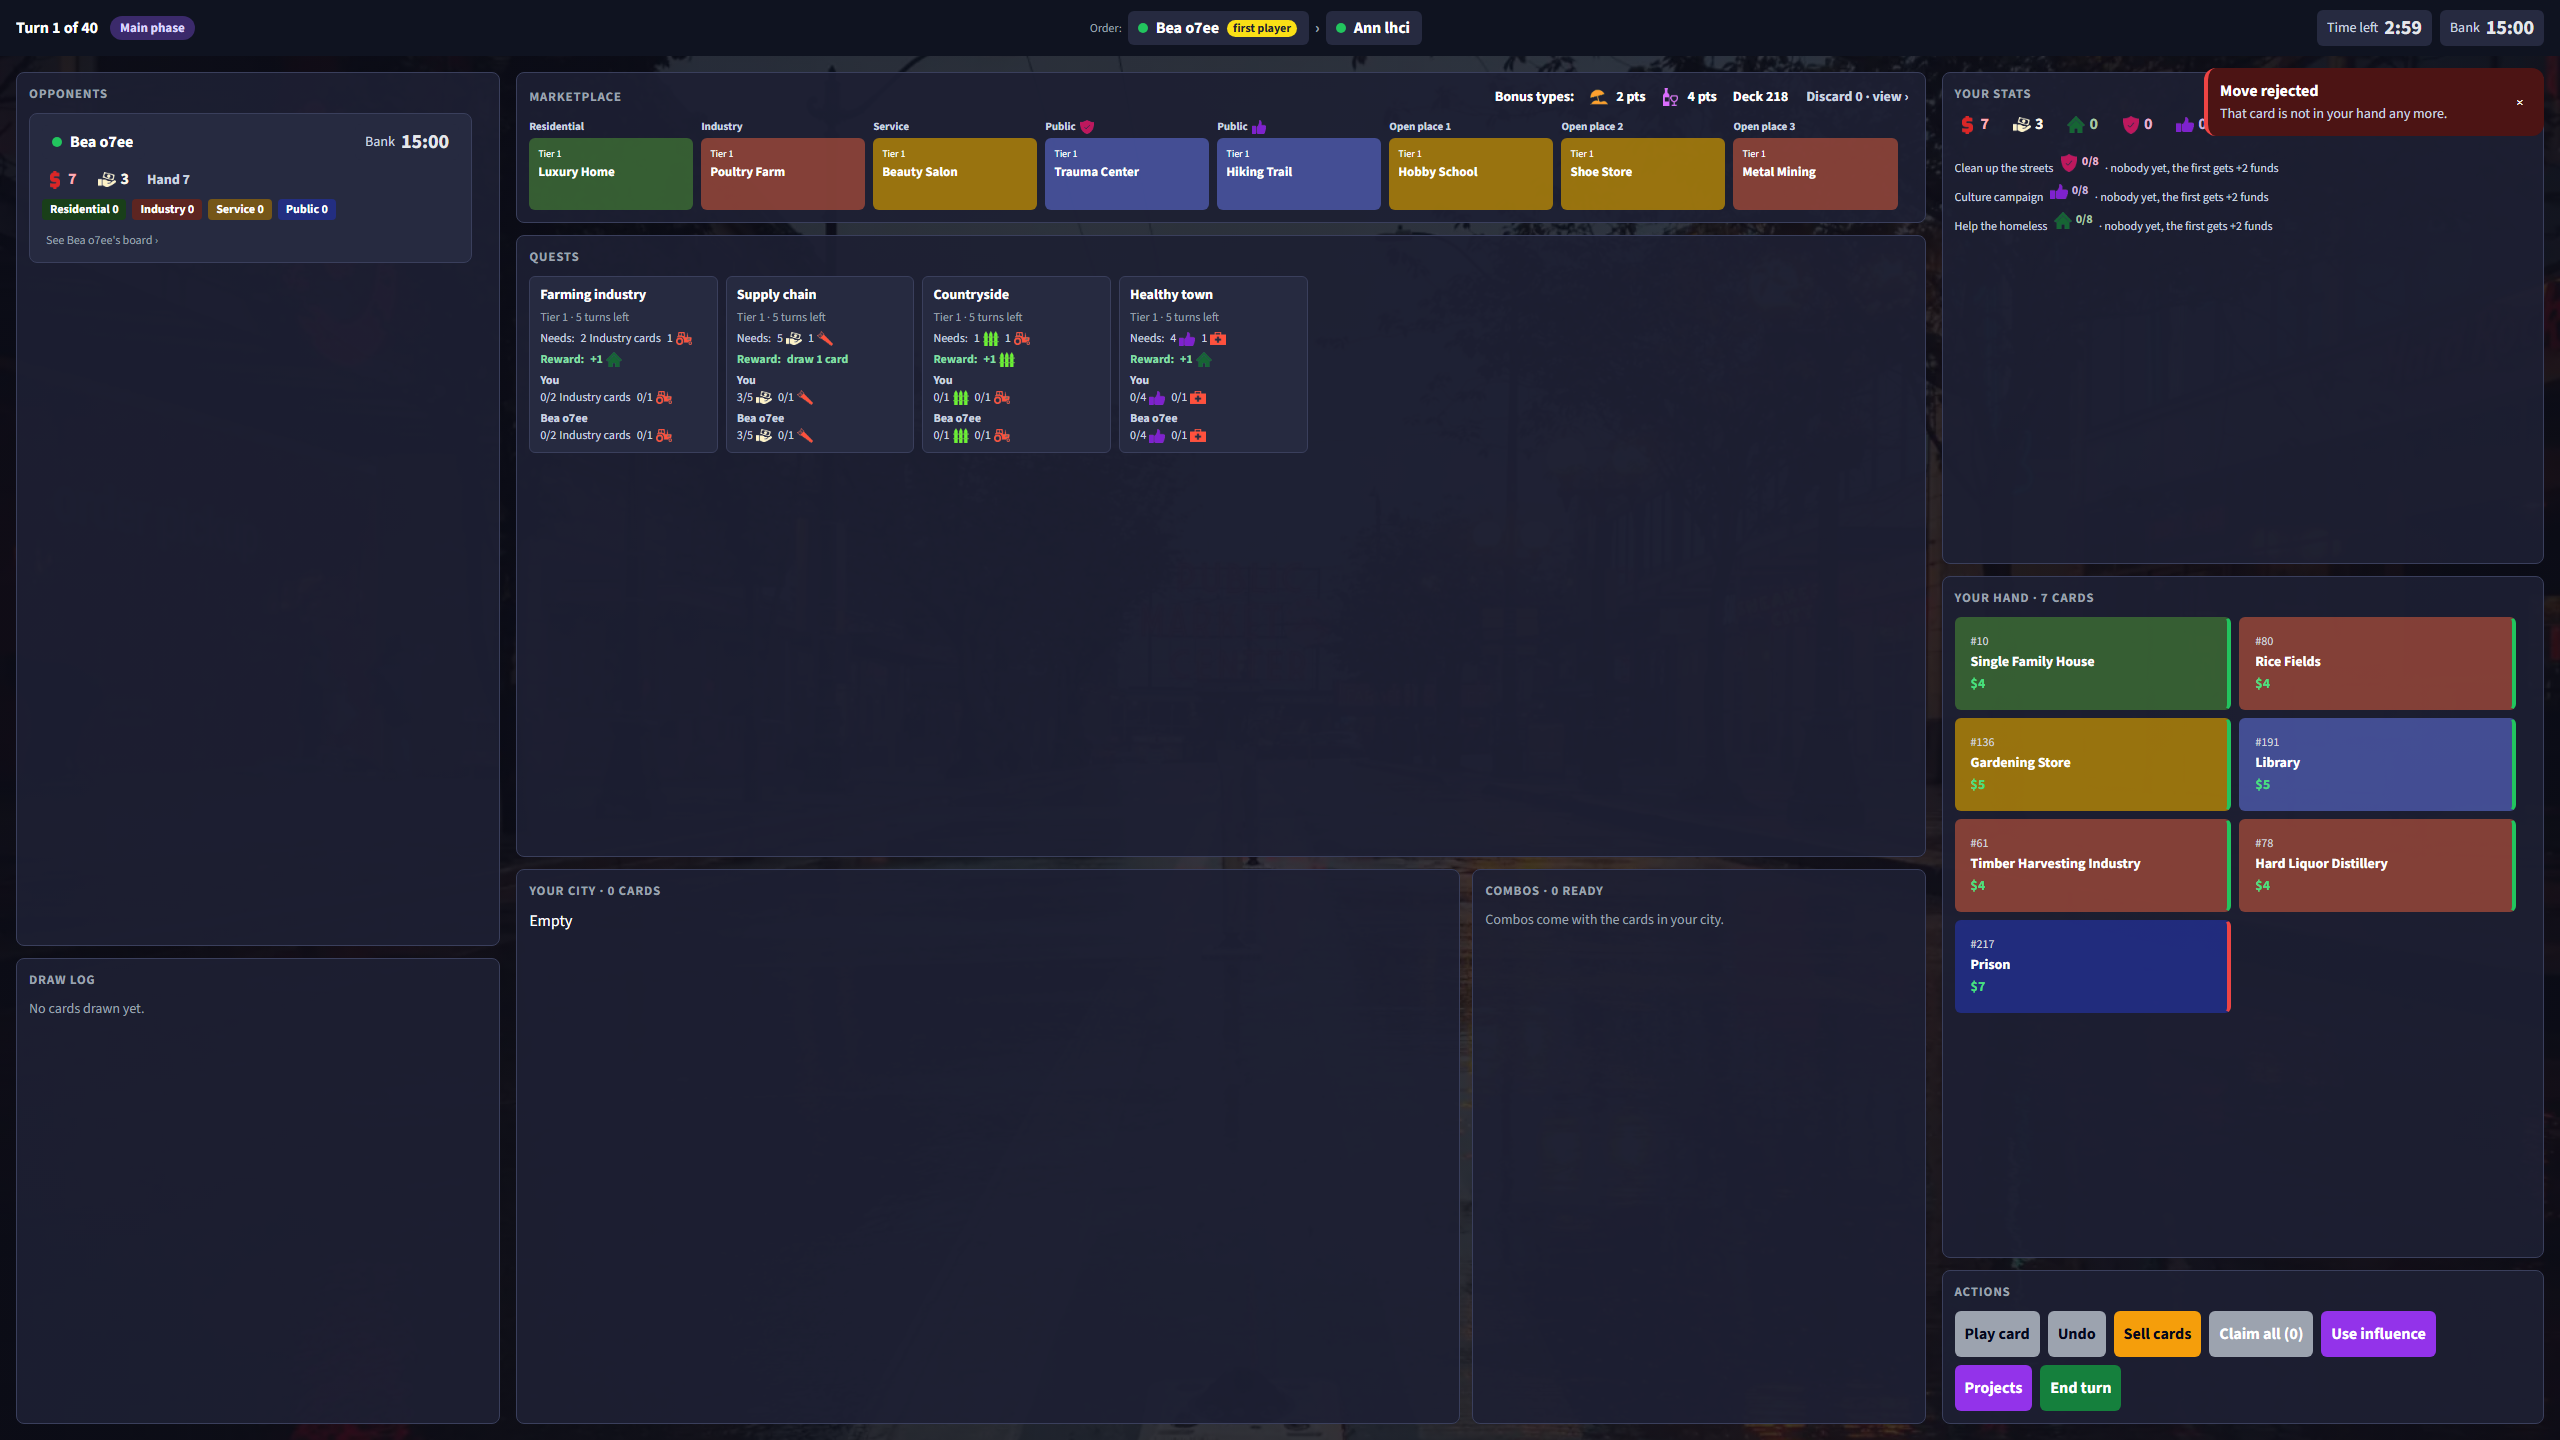 Turn 1 of 40 Main phase
Order: Bea o7ee first player › Ann lhci
Time left 2:59 Bank 15:00
OPPONENTS
Bea o7ee Bank 15:00
7 3 Hand 7
Residential 0 Industry 0 Service 0 Public 0
See Bea o7ee's board ›
DRAW LOG
No cards drawn yet.
MARKETPLACE
Bonus types: 2 pts 4 pts Deck 218 Discard 0 · view ›
Residential Industry Service Public Public Open place 1 Open place 2 Open place 3
Tier 1 Tier 1 Tier 1 Tier 1 Tier 1 Tier 1 Tier 1 Tier 1
Luxury Home Poultry Farm Beauty Salon Trauma Center Hiking Trail Hobby School Shoe Store Metal Mining
QUESTS
Farming industry
Tier 1 · 5 turns left
Needs: 2 Industry cards 1
Reward: +1
You
0/2 Industry cards 0/1
Bea o7ee
0/2 Industry cards 0/1
Supply chain
Tier 1 · 5 turns left
Needs: 5 1
Reward: draw 1 card
You
3/5 0/1
Bea o7ee
3/5 0/1
Countryside
Tier 1 · 5 turns left
Needs: 1 1
Reward: +1
You
0/1 0/1
Bea o7ee
0/1 0/1
Healthy town
Tier 1 · 5 turns left
Needs: 4 1
Reward: +1
You
0/4 0/1
Bea o7ee
0/4 0/1
YOUR CITY · 0 CARDS
Empty
COMBOS · 0 READY
Combos come with the cards in your city.
YOUR STATS
$ 7 3 0 0 0
Move rejected ×
That card is not in your hand any more.
Clean up the streets 0/8 · nobody yet, the first gets +2 funds
Culture campaign 0/8 · nobody yet, the first gets +2 funds
Help the homeless 0/8 · nobody yet, the first gets +2 funds
YOUR HAND · 7 CARDS
#10
Single Family House
$4
#80
Rice Fields
$4
#136
Gardening Store
$5
#191
Library
$5
#61
Timber Harvesting Industry
$4
#78
Hard Liquor Distillery
$4
#217
Prison
$7
ACTIONS
Play card Undo Sell cards Claim all (0) Use influence
Projects End turn